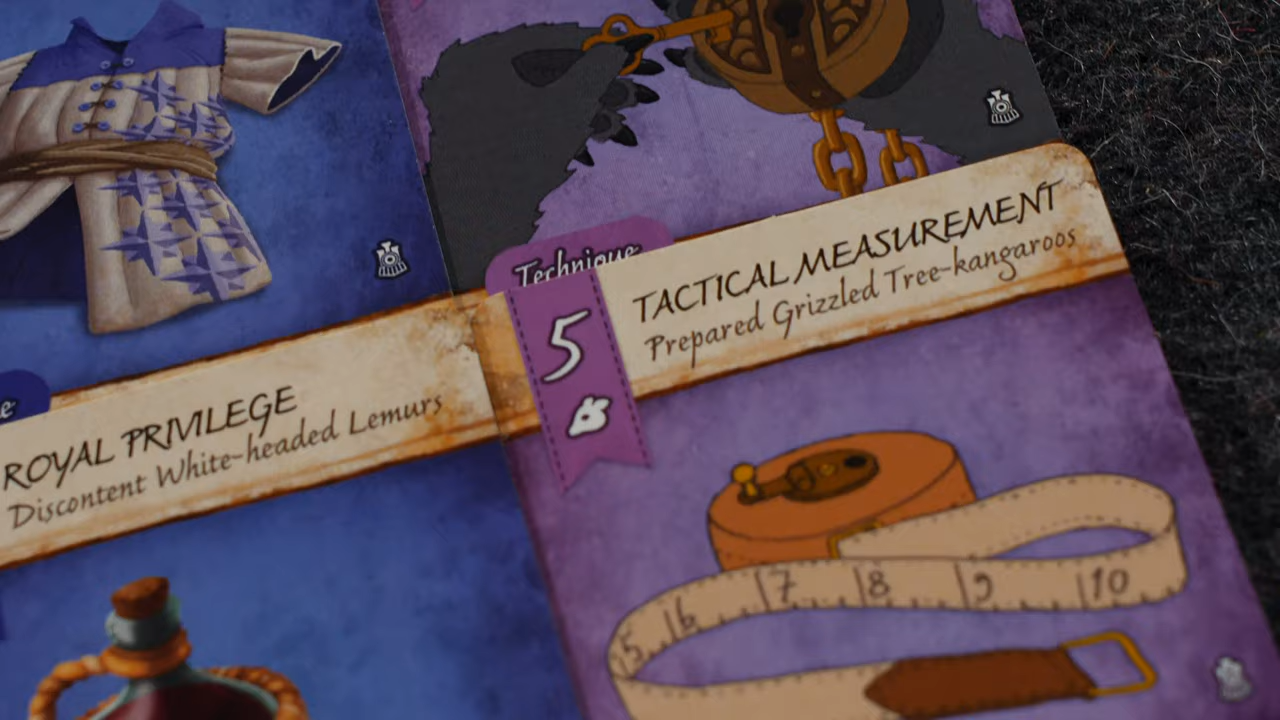 Technique
5
TACTICAL MEASUREMENT
Prepared Grizzled Tree-kangaroos
ROYAL PRIVILEGE
Discontent White-headed Lemurs
5 6 7 8 9 10